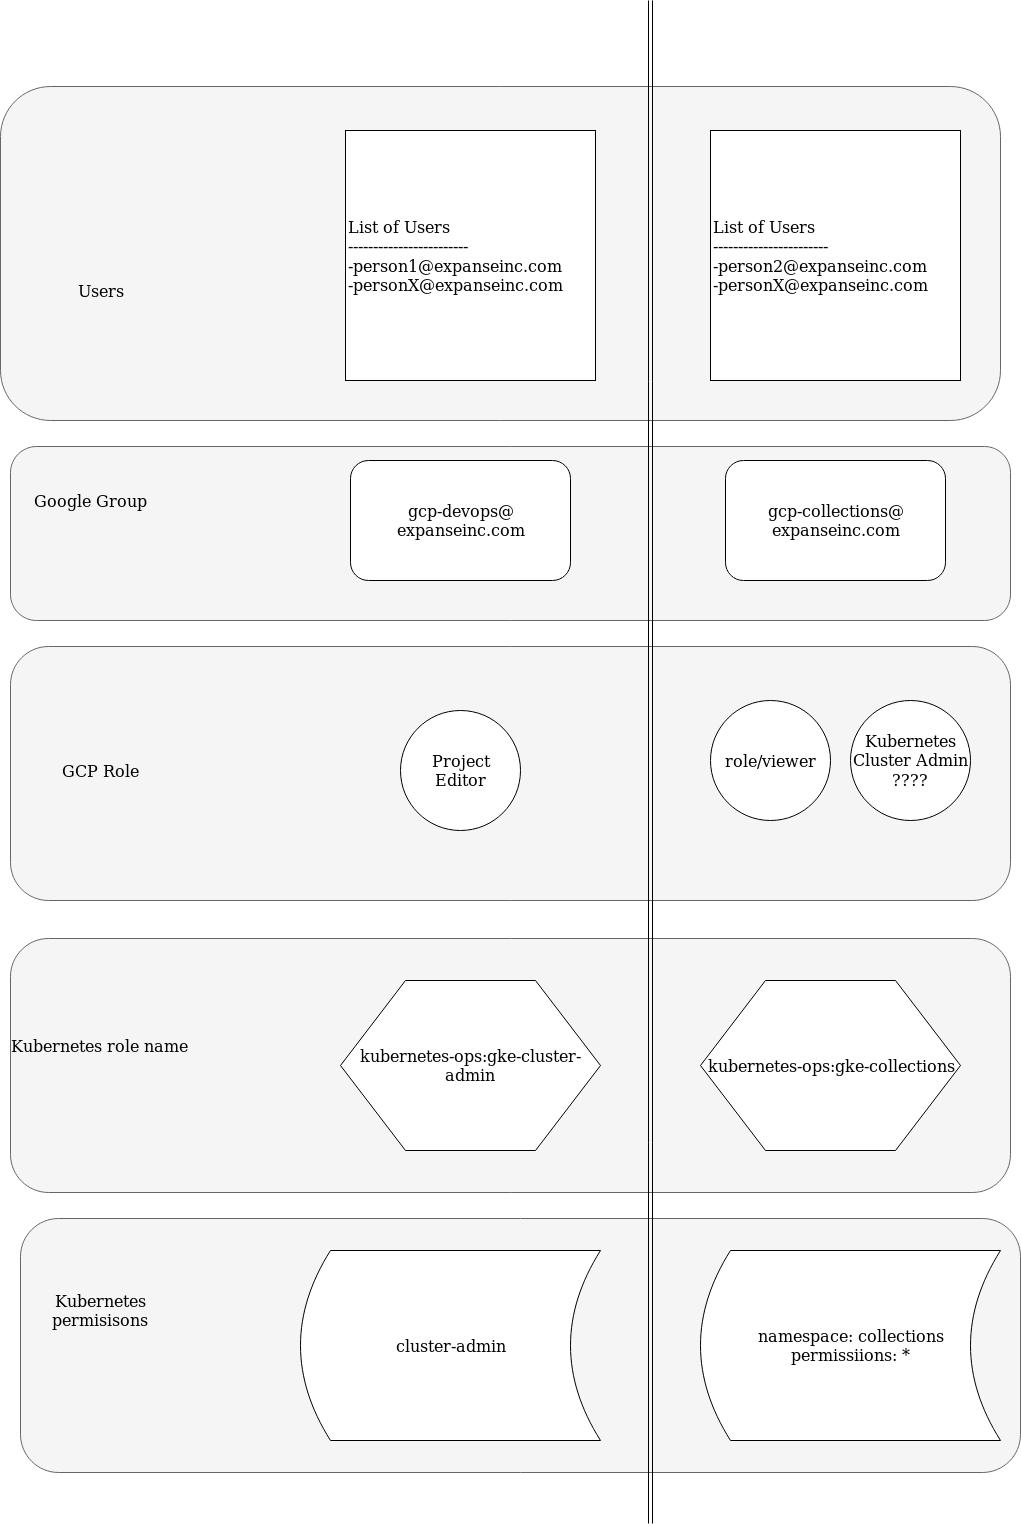 Users
List of Users
------------------------
-person1@expanseinc.com
-personX@expanseinc.com
List of Users
-----------------------
-person2@expanseinc.com
-personX@expanseinc.com
Google Group
gcp-devops@
expanseinc.com
gcp-collections@
expanseinc.com
GCP Role
Project
Editor
role/viewer
Kubernetes
Cluster Admin
????
Kubernetes role name
kubernetes-ops:gke-cluster-
admin
kubernetes-ops:gke-collections
Kubernetes
permisisons
cluster-admin
namespace: collections
permissiions: *